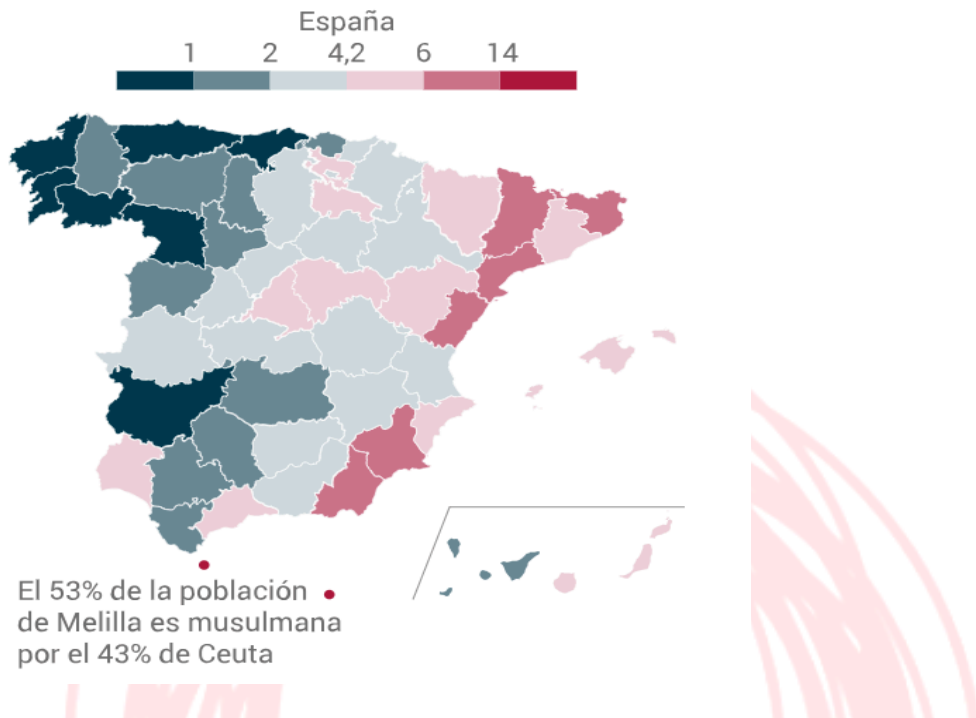 España
1 2 4,2 6 14
El 53% de la población
de Melilla es musulmana
por el 43% de Ceuta